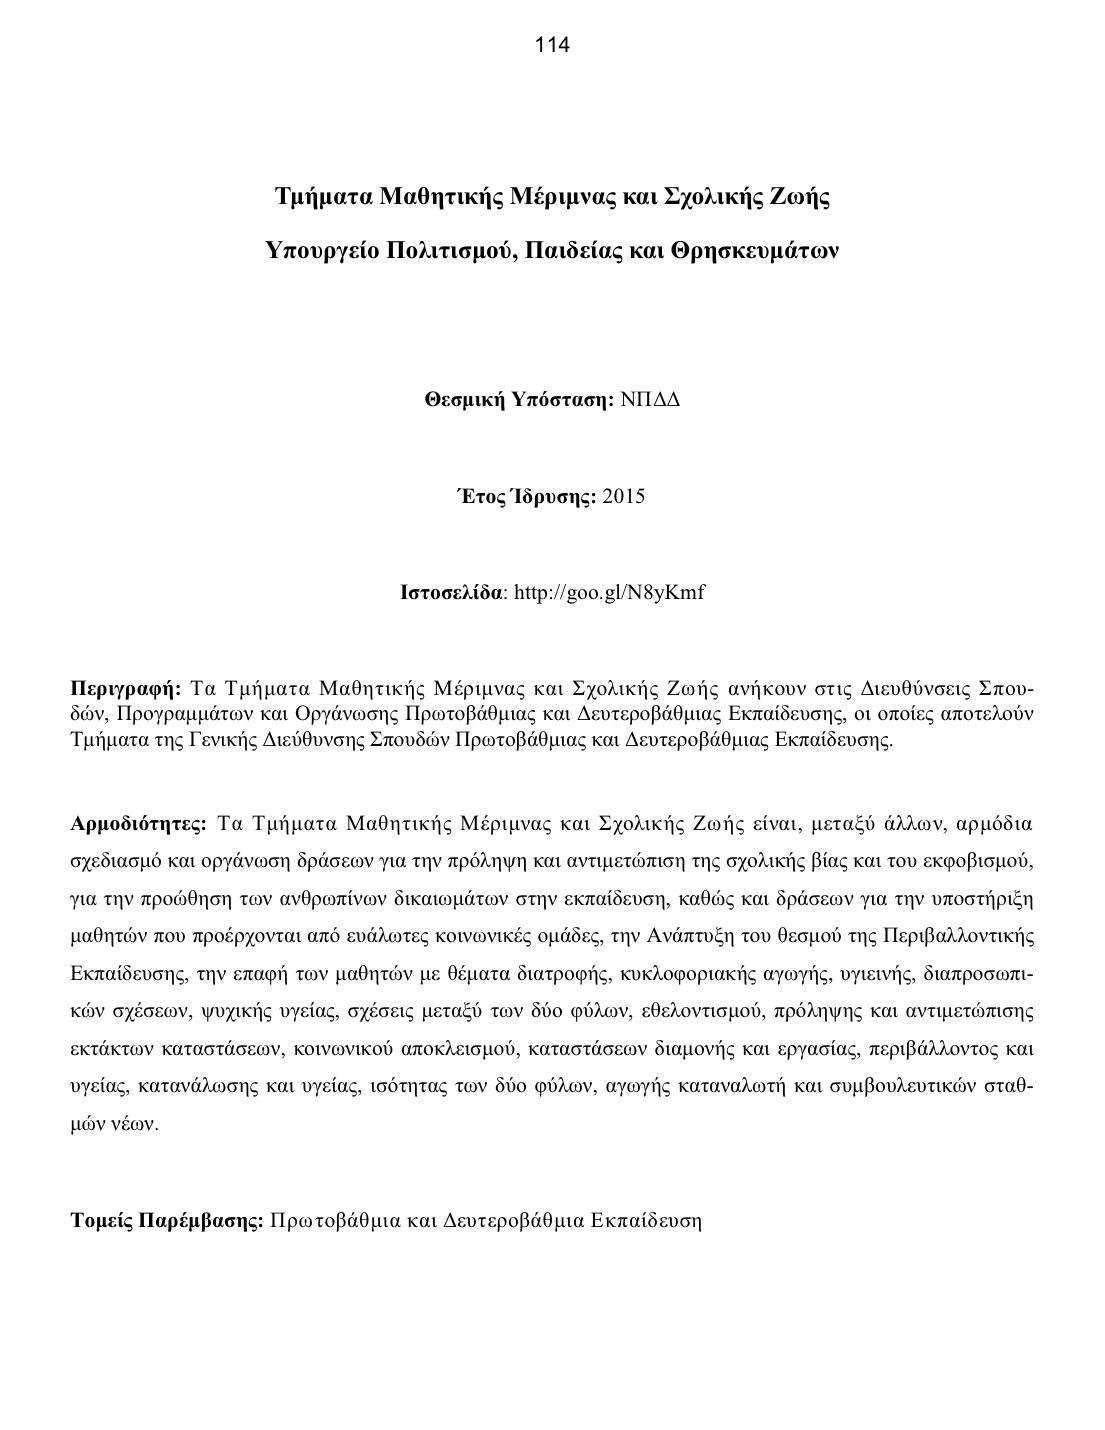 114
Τμήματα Μαθητικής Μέριμνας και Σχολικής Ζωής
Υπουργείο Πολιτισμού, Παιδείας και Θρησκευμάτων
Θεσμική Υπόσταση: ΝΠΔΔ
Έτος Ίδρυσης: 2015
Ιστοσελίδα: http://goo.gl/N8yKmf
Περιγραφή: Τα Τμήματα Μαθητικής Μέριμνας και Σχολικής Ζωής ανήκουν στις Διευθύνσεις Σπου-
δών, Προγραμμάτων και Οργάνωσης Πρωτοβάθμιας και Δευτεροβάθμιας Εκπαίδευσης, οι οποίες αποτελούν
Τμήματα της Γενικής Διεύθυνσης Σπουδών Πρωτοβάθμιας και Δευτεροβάθμιας Εκπαίδευσης.
Αρμοδιότητες: Τα Τμήματα Μαθητικής Μέριμνας και Σχολικής Ζωής είναι, μεταξύ άλλων, αρμόδια
σχεδιασμό και οργάνωση δράσεων για την πρόληψη και αντιμετώπιση της σχολικής βίας και του εκφοβισμού,
για την προώθηση των ανθρωπίνων δικαιωμάτων στην εκπαίδευση, καθώς και δράσεων για την υποστήριξη
μαθητών που προέρχονται από ευάλωτες κοινωνικές ομάδες, την Ανάπτυξη του θεσμού της Περιβαλλοντικής
Εκπαίδευσης, την επαφή των μαθητών με θέματα διατροφής, κυκλοφοριακής αγωγής, υγιεινής, διαπροσωπι-
κών σχέσεων, ψυχικής υγείας, σχέσεις μεταξύ των δύο φύλων, εθελοντισμού, πρόληψης και αντιμετώπισης
εκτάκτων καταστάσεων, κοινωνικού αποκλεισμού, καταστάσεων διαμονής και εργασίας, περιβάλλοντος και
υγείας, κατανάλωσης και υγείας, ισότητας των δύο φύλων, αγωγής καταναλωτή και συμβουλευτικών σταθ-
μών νέων.
Τομείς Παρέμβασης: Πρωτοβάθμια και Δευτεροβάθμια Εκπαίδευση